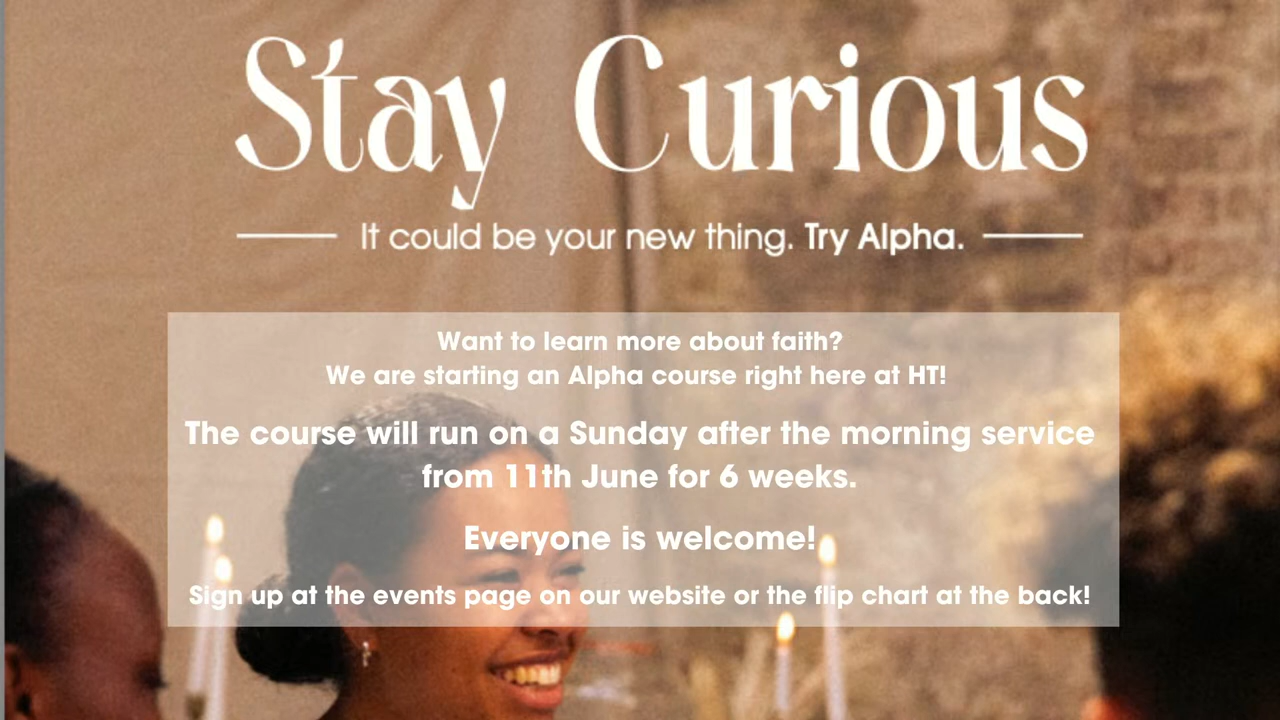 Stay Curious
It could be your new thing. Try Alpha.
Want to learn more about faith?
We are starting an Alpha course right here at HT!
The course will run on a Sunday after the morning service
from 11th June for 6 weeks.
Everyone is welcome!
Sign up at the events page on our website or the flip chart at the back!